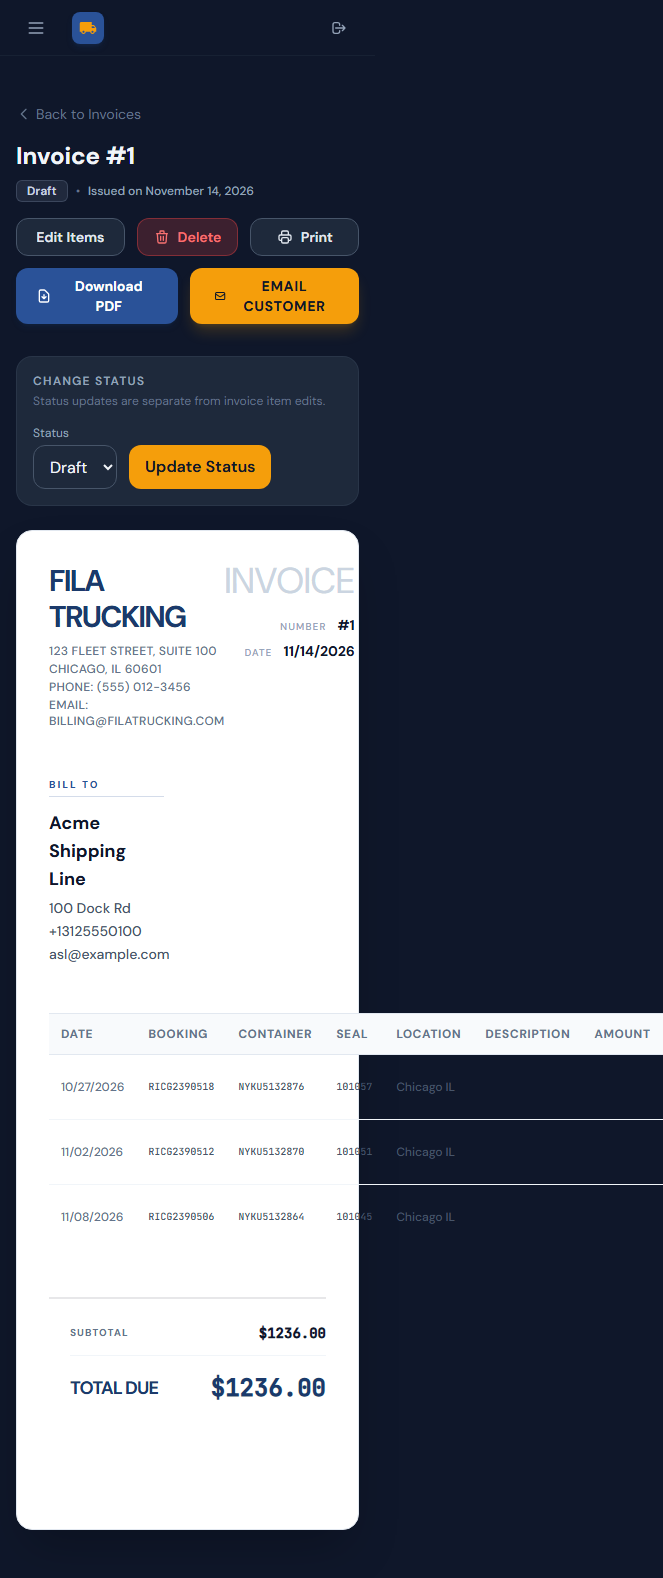 Back to Invoices
Invoice #1
Draft • Issued on November 14, 2026
Edit Items
Delete
Print
Download
PDF
EMAIL
CUSTOMER
CHANGE STATUS
Status updates are separate from invoice item edits.
Status
Draft
Update Status
FILA
TRUCKING
INVOICE
NUMBER #1
DATE 11/14/2026
123 FLEET STREET, SUITE 100
CHICAGO, IL 60601
PHONE: (555) 012-3456
EMAIL:
BILLING@FILATRUCKING.COM
BILL TO
Acme
Shipping
Line
100 Dock Rd
+13125550100
asl@example.com
DATE BOOKING CONTAINER SEAL LOCATION DESCRIPTION AMOUNT
10/27/2026 RICG2390518 NYKU5132876 101057 Chicago IL
11/02/2026 RICG2390512 NYKU5132870 101051 Chicago IL
11/08/2026 RICG2390506 NYKU5132864 101045 Chicago IL
SUBTOTAL $1236.00
TOTAL DUE $1236.00